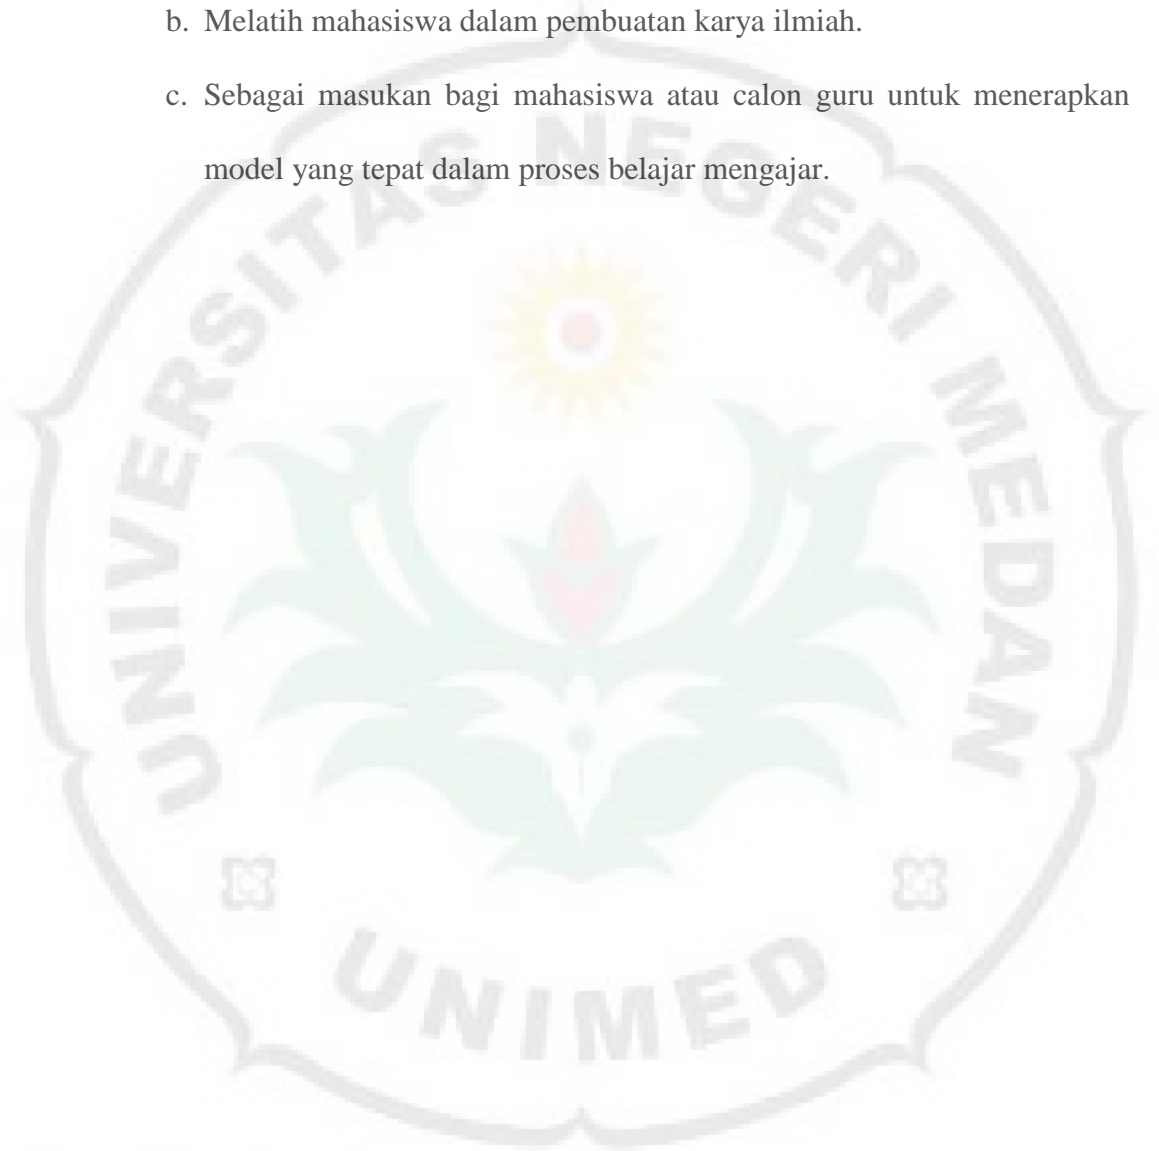 b. Melatih mahasiswa dalam pembuatan karya ilmiah.
c. Sebagai masukan bagi mahasiswa atau calon guru untuk menerapkan
model yang tepat dalam proses belajar mengajar.
UNIVERSITAS NEGERI MEDAN
UNIMED